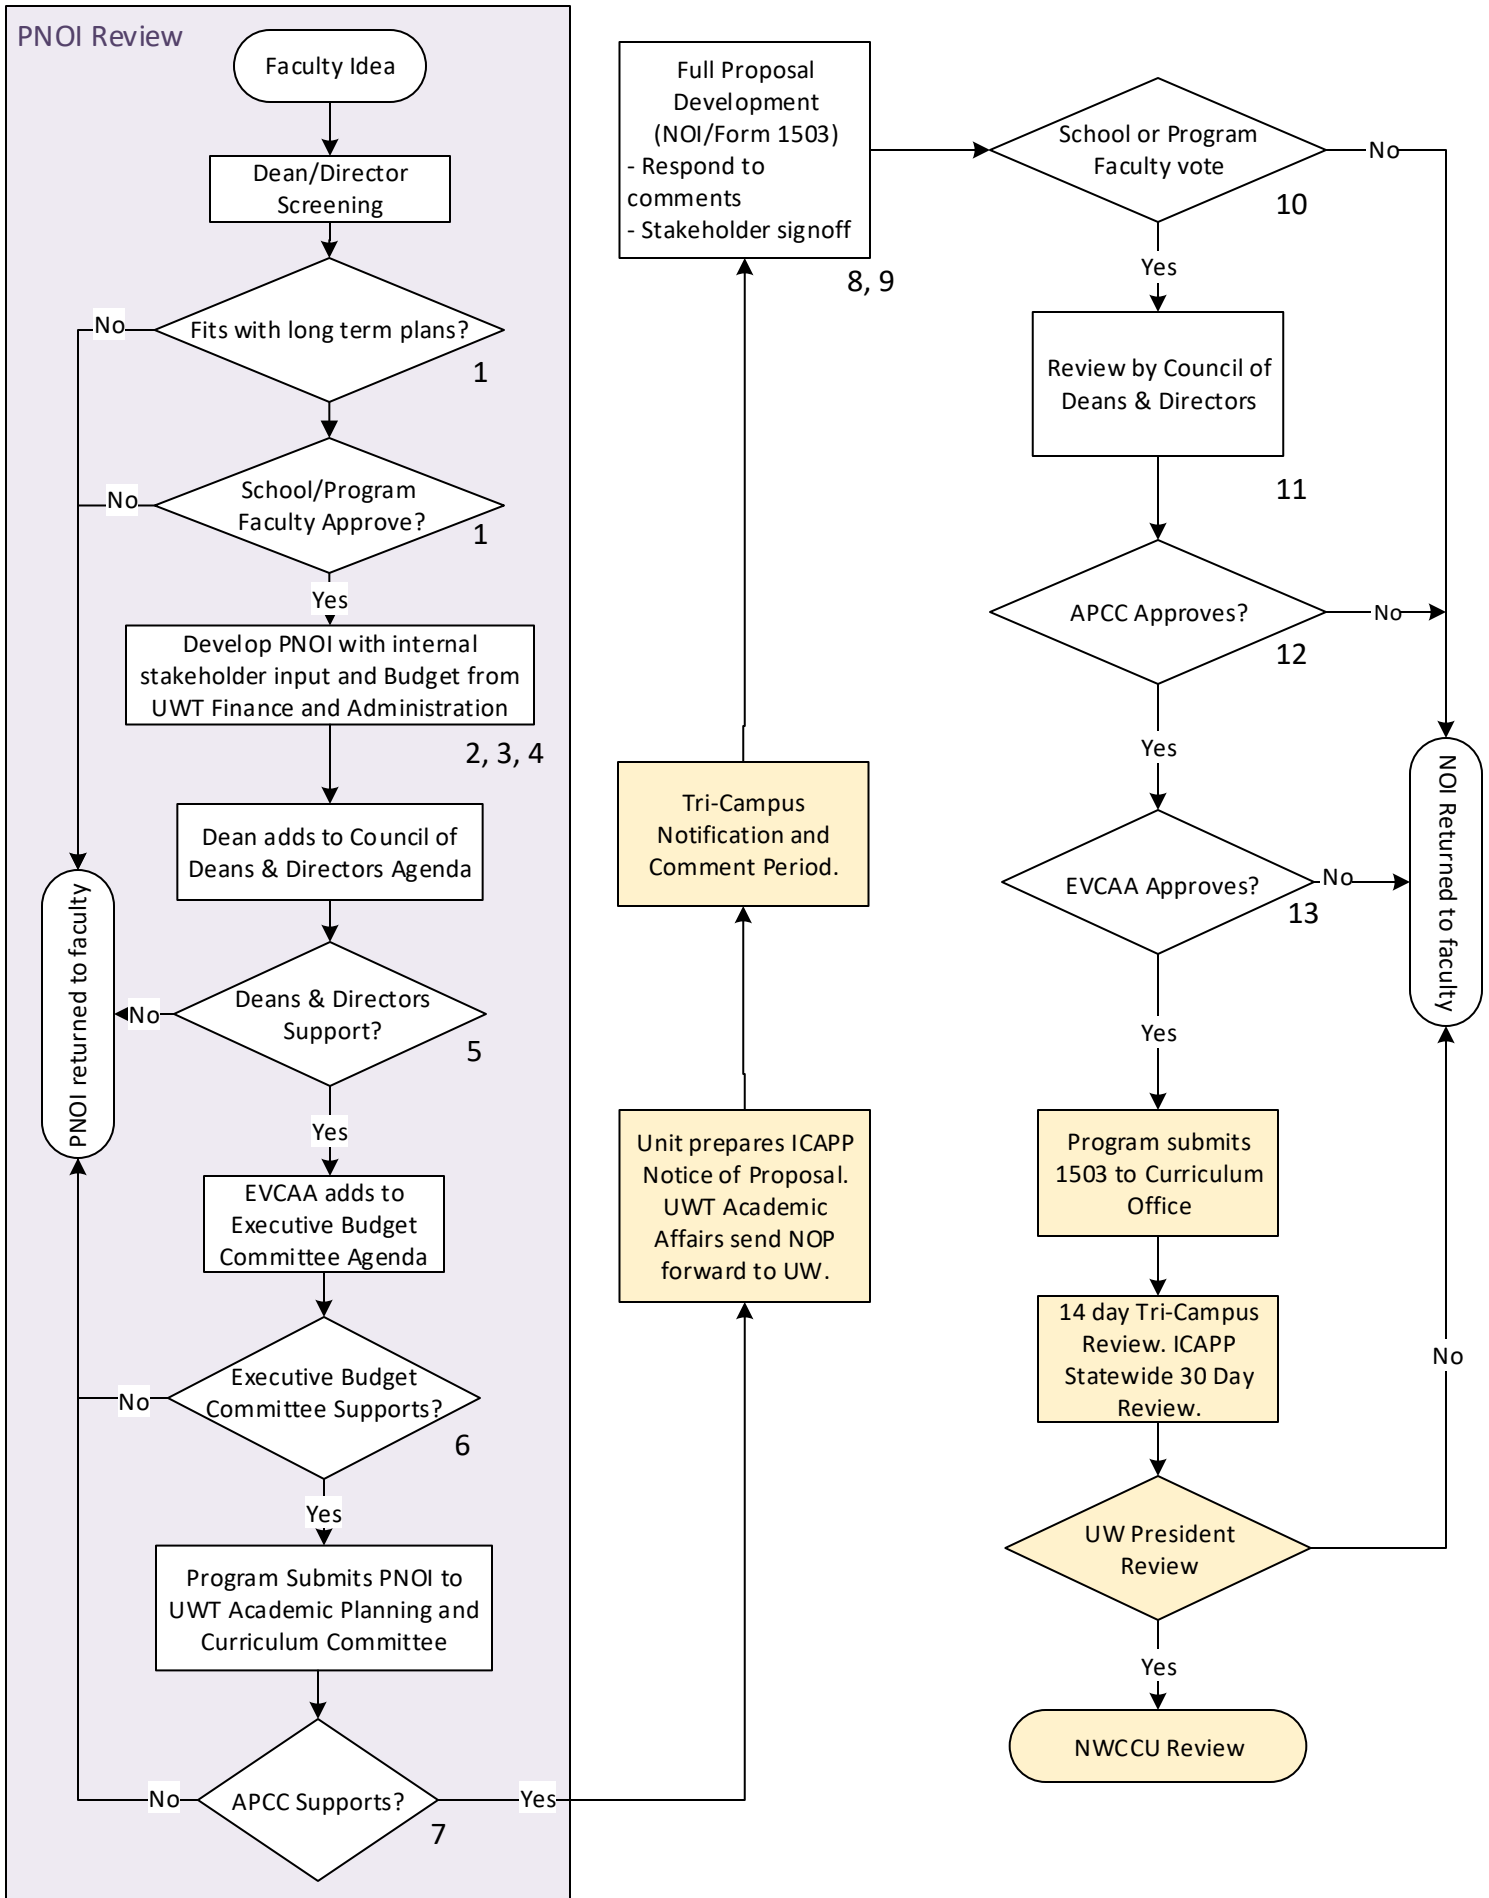 PNOI Review
Faculty Idea
Dean/Director
Screening
Fits with long term plans?
No
1
School/Program
Faculty Approve?
No
1
Yes
Develop PNOI with internal
stakeholder input and Budget from
UWT Finance and Administration
2, 3, 4
Dean adds to Council of
Deans & Directors Agenda
PNOI returned to faculty
Deans & Directors
Support?
No
5
Yes
EVCAA adds to
Executive Budget
Committee Agenda
Executive Budget
Committee Supports?
No
6
Yes
Program Submits PNOI to
UWT Academic Planning and
Curriculum Committee
APCC Supports?
No
7
Yes
Unit prepares ICAPP
Notice of Proposal.
UWT Academic
Affairs send NOP
forward to UW.
Tri-Campus
Notification and
Comment Period.
Full Proposal
Development
(NOI/Form 1503)
- Respond to
comments
- Stakeholder signoff
8, 9
School or Program
Faculty vote
No
10
Yes
Review by Council of
Deans & Directors
11
APCC Approves?
No
12
Yes
EVCAA Approves?
No
13
NOI Returned to faculty
Yes
Program submits
1503 to Curriculum
Office
14 day Tri-Campus
Review. ICAPP
Statewide 30 Day
Review.
UW President
Review
No
Yes
NWCCU Review